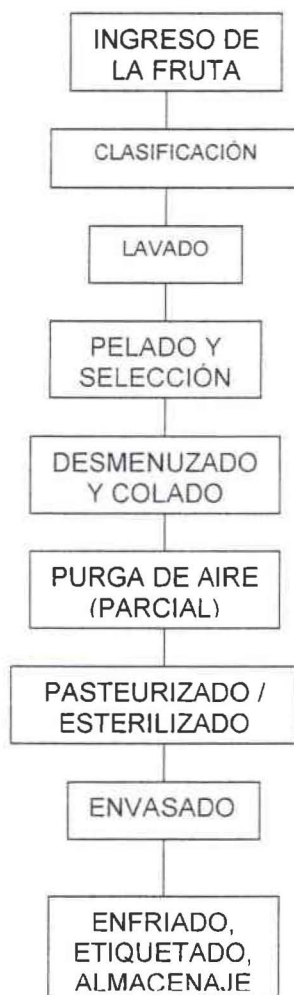 INGRESO DE
LA FRUTA
CLASIFICACIÓN
LAVADO
PELADO Y
SELECCIÓN
DESMENUZADO
Y COLADO
PURGA DE AIRE
(PARCIAL)
PASTEURIZADO /
ESTERILIZADO
ENVASADO
ENFRIADO,
ETIQUETADO,
ALMACENAJE